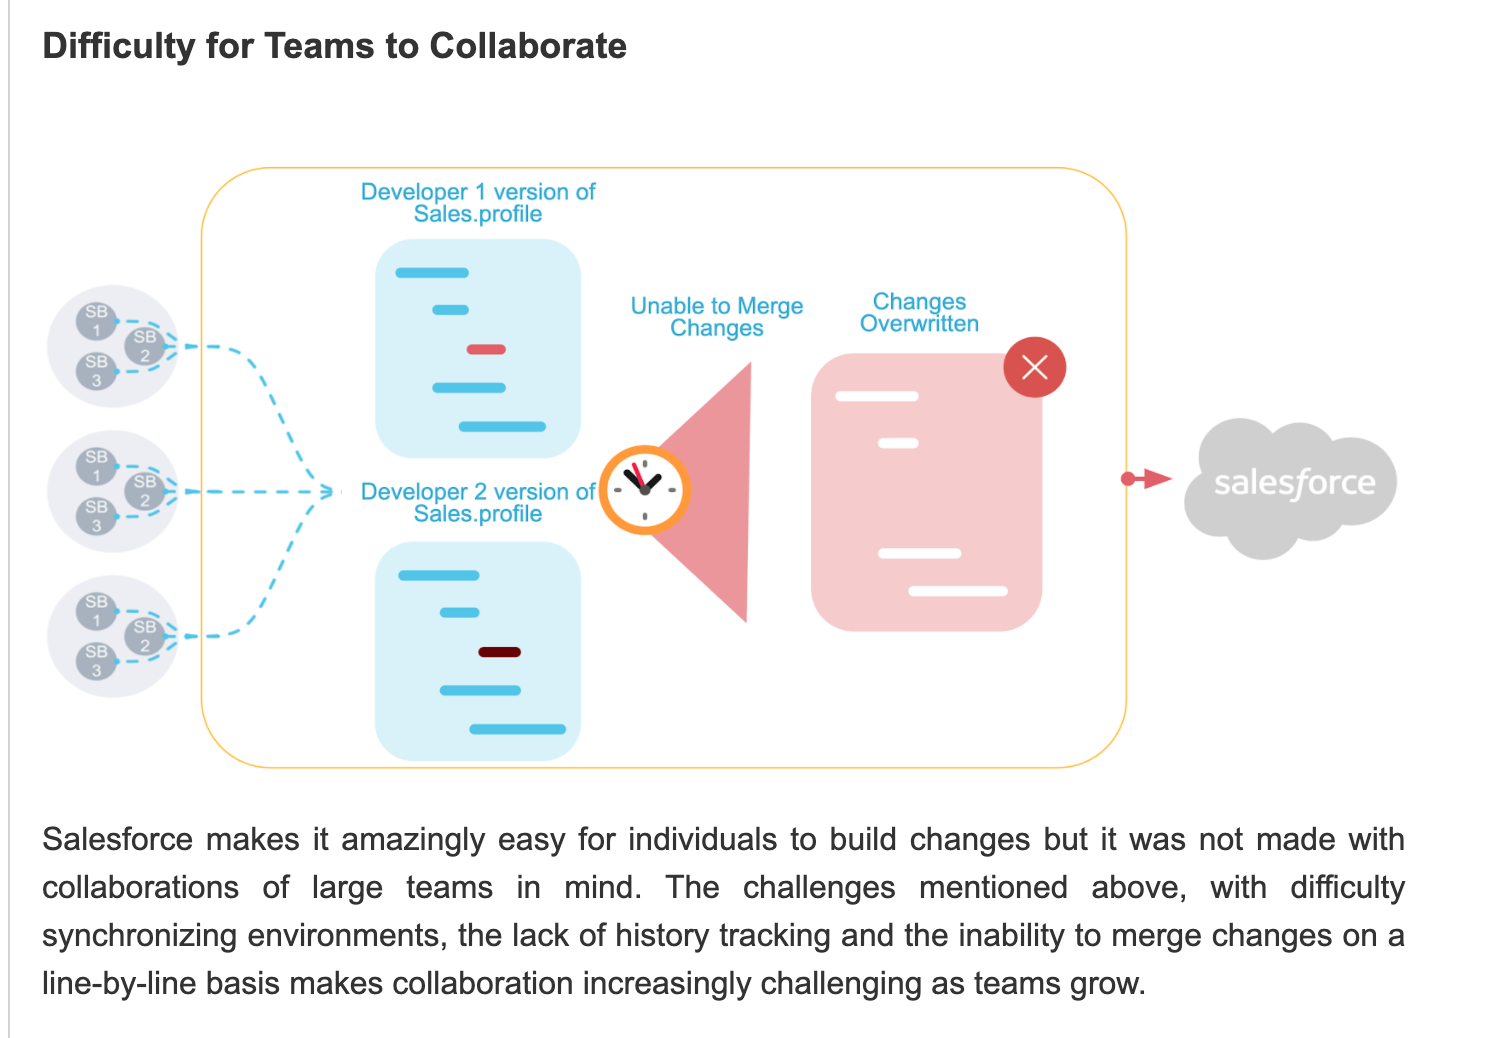 Difficulty for Teams to Collaborate
Developer 1 version of
Sales.profile
SB
1
SB
2
SB
3
Unable to Merge
Changes
Changes
Overwritten
SB
1
SB
2
SB
3
Developer 2 version of
Sales.profile
salesforce
SB
1
SB
2
SB
3
Salesforce makes it amazingly easy for individuals to build changes but it was not made with
collaborations of large teams in mind. The challenges mentioned above, with difficulty
synchronizing environments, the lack of history tracking and the inability to merge changes on a
line-by-line basis makes collaboration increasingly challenging as teams grow.